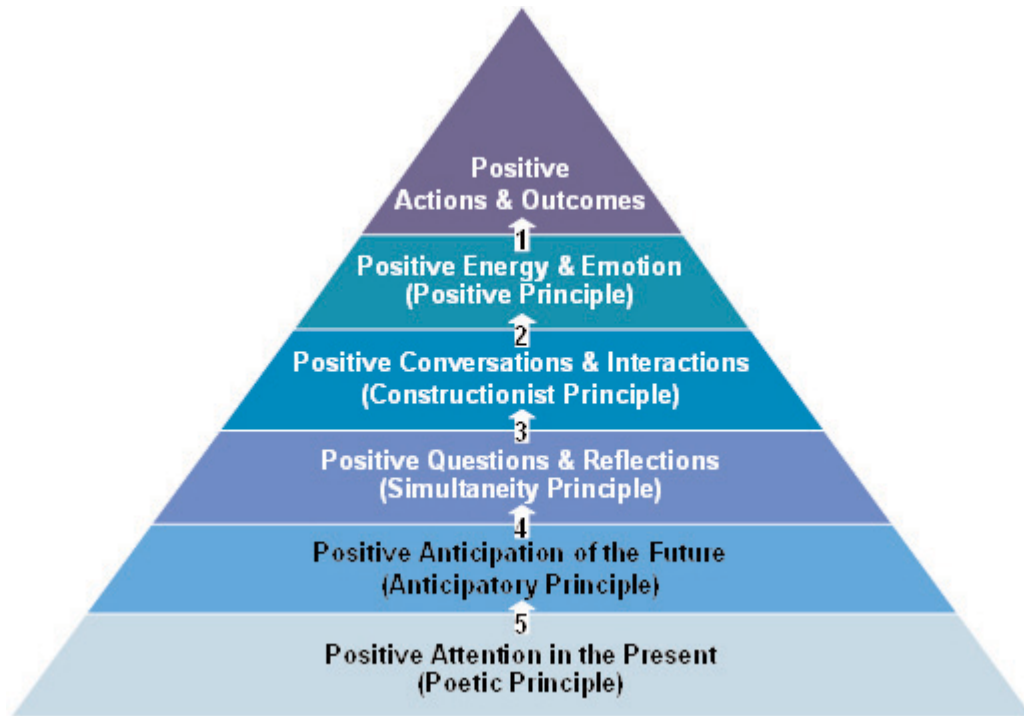 Positive
Actions & Outcomes
1
Positive Energy & Emotion
(Positive Principle)
2
Positive Conversations & Interactions
(Constructionist Principle)
3
Positive Questions & Reflections
(Simultaneity Principle)
4
Positive Anticipation of the Future
(Anticipatory Principle)
5
Positive Attention in the Present
(Poetic Principle)